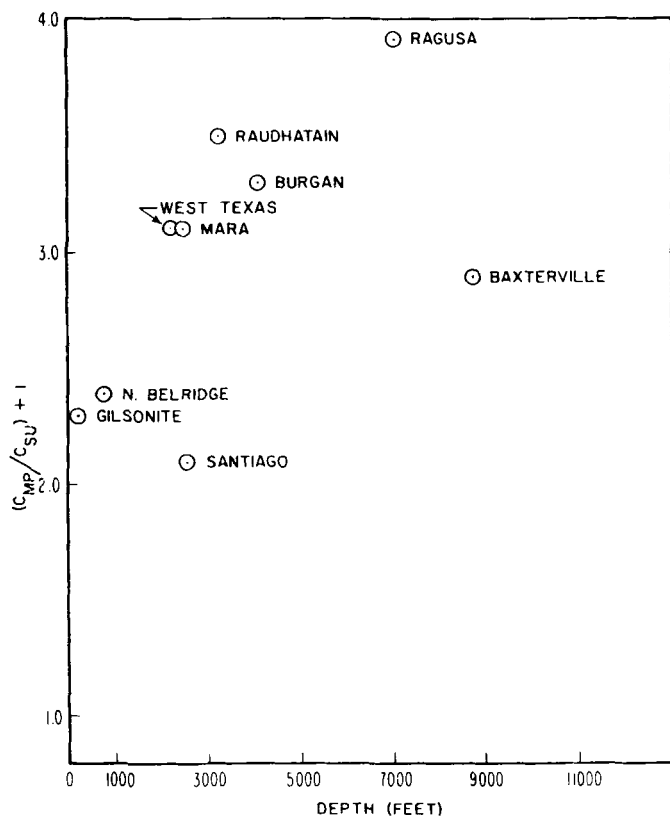 4.0
RAGUSA
RAUDHATAIN
BURGAN
WEST TEXAS
MARA
3.0
BAXTERVILLE
N. BELRIDGE
GILSONITE
SANTIAGO
2.0
(C_MP/C_SU) + 1
1.0
0 1000 3000 5000 7000 9000 11000
DEPTH (FEET)